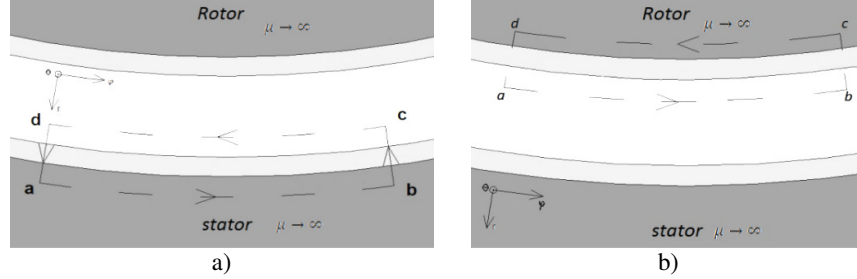 Rotor
μ → ∞
φ
r
d
c
a
b
stator
μ → ∞
a)
Rotor
μ → ∞
d
c
a
b
φ
r
stator
μ → ∞
b)